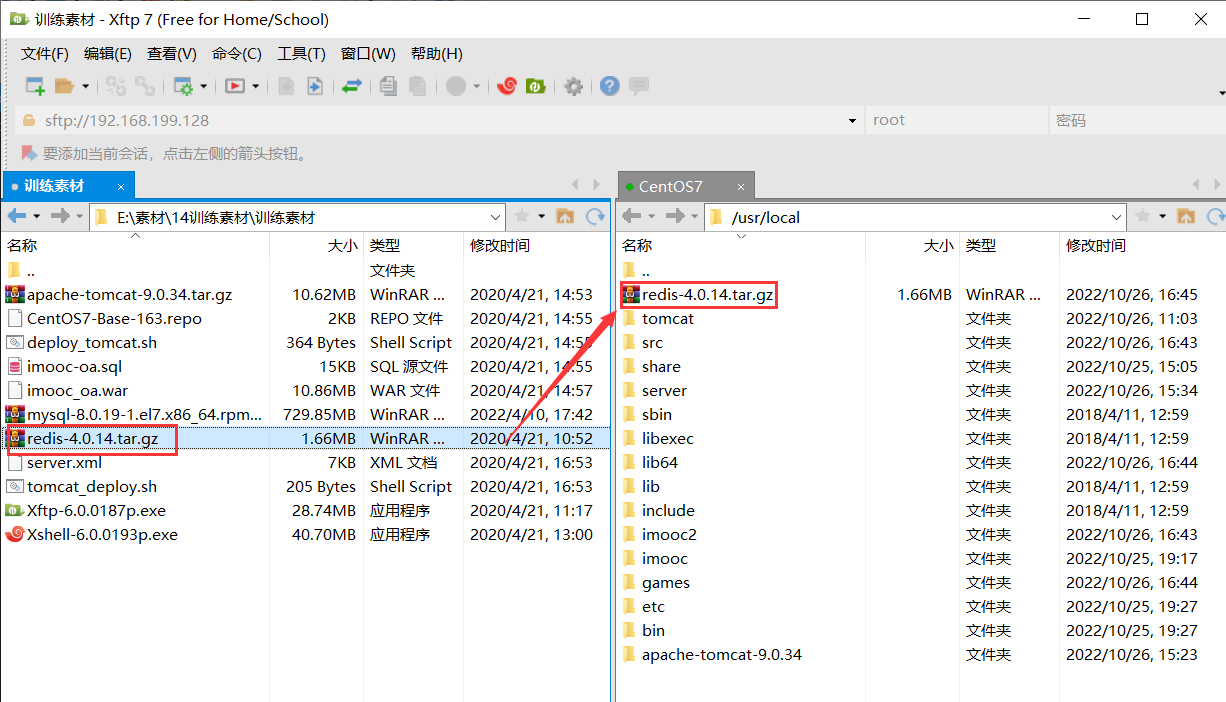 训练素材 - Xftp 7 (Free for Home/School)
文件(F) 编辑(E) 查看(V) 命令(C) 工具(T) 窗口(W) 帮助(H)
sftp://192.168.199.128 root 密码
要添加当前会话，点击左侧的箭头按钮。
训练素材 ×
E:\素材\14训练素材\训练素材
名称 大小 类型 修改时间
.. 文件夹
apache-tomcat-9.0.34.tar.gz 10.62MB WinRAR ... 2020/4/21, 14:53
CentOS7-Base-163.repo 2KB REPO 文件 2020/4/21, 14:55
deploy_tomcat.sh 364 Bytes Shell Script 2020/4/21, 14:55
imooc-oa.sql 15KB SQL 源文件 2020/4/21, 14:55
imooc_oa.war 10.86MB WAR 文件 2020/4/21, 14:57
mysql-8.0.19-1.el7.x86_64.rpm... 729.85MB WinRAR ... 2022/4/10, 17:42
redis-4.0.14.tar.gz 1.66MB WinRAR ... 2020/4/21, 10:52
server.xml 7KB XML 文档 2020/4/21, 16:53
tomcat_deploy.sh 205 Bytes Shell Script 2020/4/21, 16:53
Xftp-6.0.0187p.exe 28.74MB 应用程序 2020/4/21, 11:17
Xshell-6.0.0193p.exe 40.70MB 应用程序 2020/4/21, 13:00
CentOS7 ×
/usr/local
名称 大小 类型 修改时间
..
redis-4.0.14.tar.gz 1.66MB WinRAR ... 2022/10/26, 16:45
tomcat 文件夹 2022/10/26, 11:03
src 文件夹 2022/10/26, 16:43
share 文件夹 2022/10/25, 15:05
server 文件夹 2022/10/26, 15:34
sbin 文件夹 2018/4/11, 12:59
libexec 文件夹 2018/4/11, 12:59
lib64 文件夹 2022/10/26, 16:44
lib 文件夹 2018/4/11, 12:59
include 文件夹 2018/4/11, 12:59
imooc2 文件夹 2022/10/26, 16:43
imooc 文件夹 2022/10/25, 19:17
games 文件夹 2022/10/26, 16:44
etc 文件夹 2022/10/25, 19:27
bin 文件夹 2022/10/25, 19:27
apache-tomcat-9.0.34 文件夹 2022/10/26, 15:23